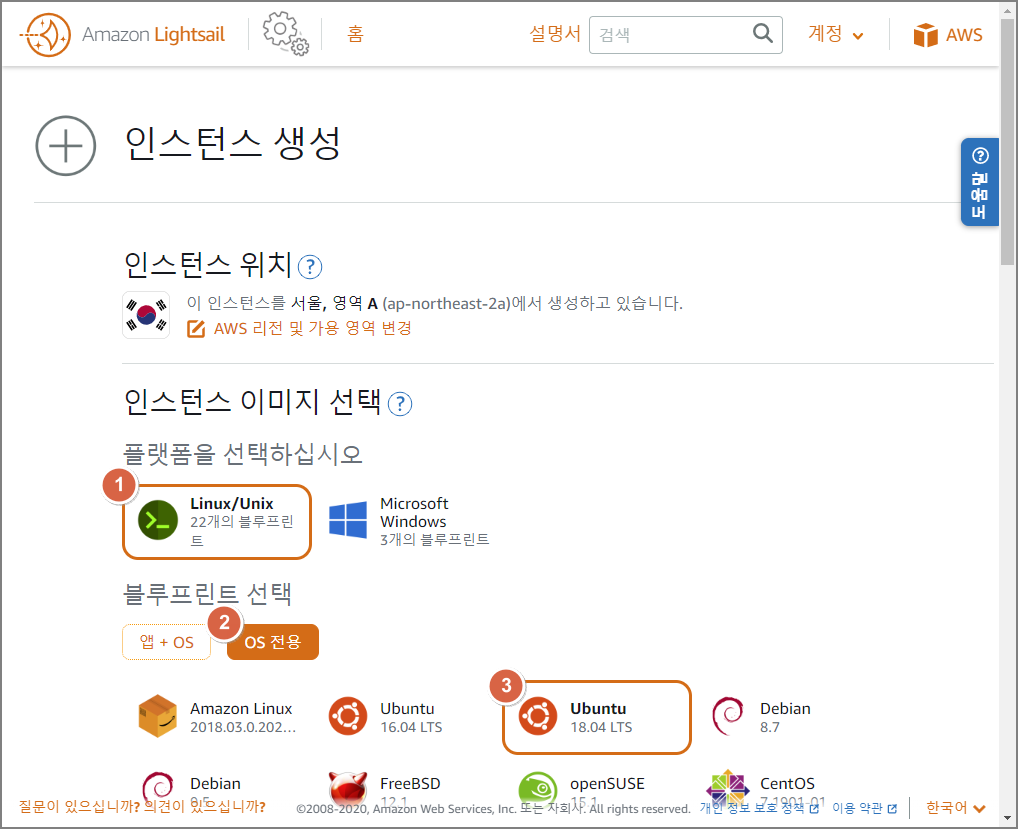 Amazon Lightsail
홈
설명서
검색
계정
AWS
인스턴스 생성
도움말
인스턴스 위치
이 인스턴스를 서울, 영역 A (ap-northeast-2a)에서 생성하고 있습니다.
AWS 리전 및 가용 영역 변경
인스턴스 이미지 선택
플랫폼을 선택하십시오
1
Linux/Unix
22개의 블루프린
트
Microsoft
Windows
3개의 블루프린트
블루프린트 선택
앱 + OS
2
OS 전용
Amazon Linux
2018.03.0.202...
Ubuntu
16.04 LTS
3
Ubuntu
18.04 LTS
Debian
8.7
Debian
9.5
FreeBSD
12.1
openSUSE
15.1
CentOS
7-1901-01
질문이 있으십니까? 의견이 있으십니까?
©2008-2020, Amazon Web Services, Inc. 또는 자회사. All rights reserved.
개인 정보 보호 정책
이용 약관
한국어